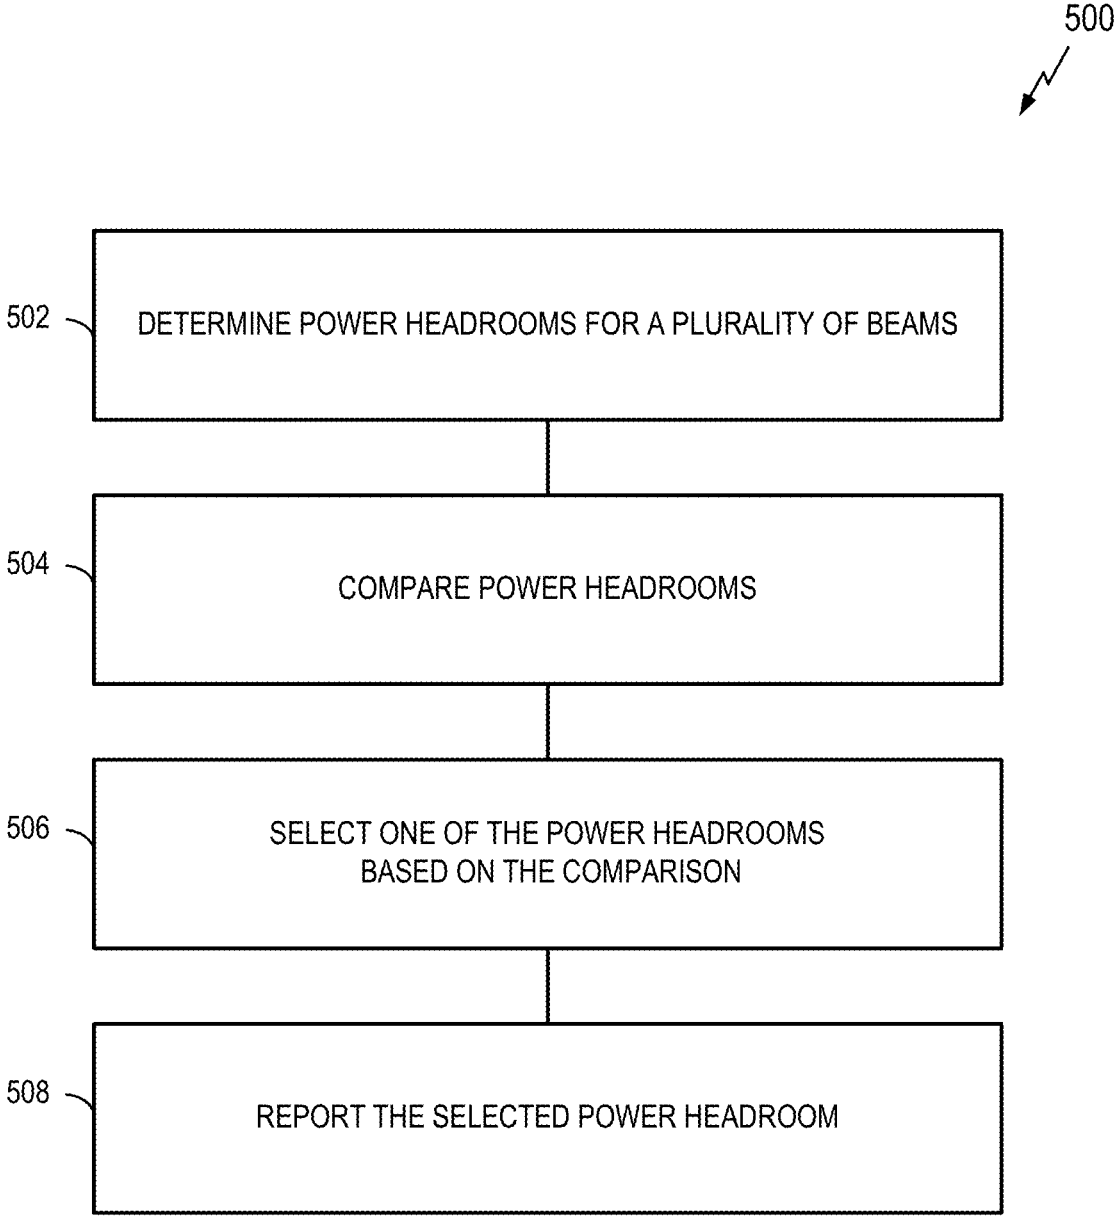 500
502
DETERMINE POWER HEADROOMS FOR A PLURALITY OF BEAMS
504
COMPARE POWER HEADROOMS
506
SELECT ONE OF THE POWER HEADROOMS
BASED ON THE COMPARISON
508
REPORT THE SELECTED POWER HEADROOM